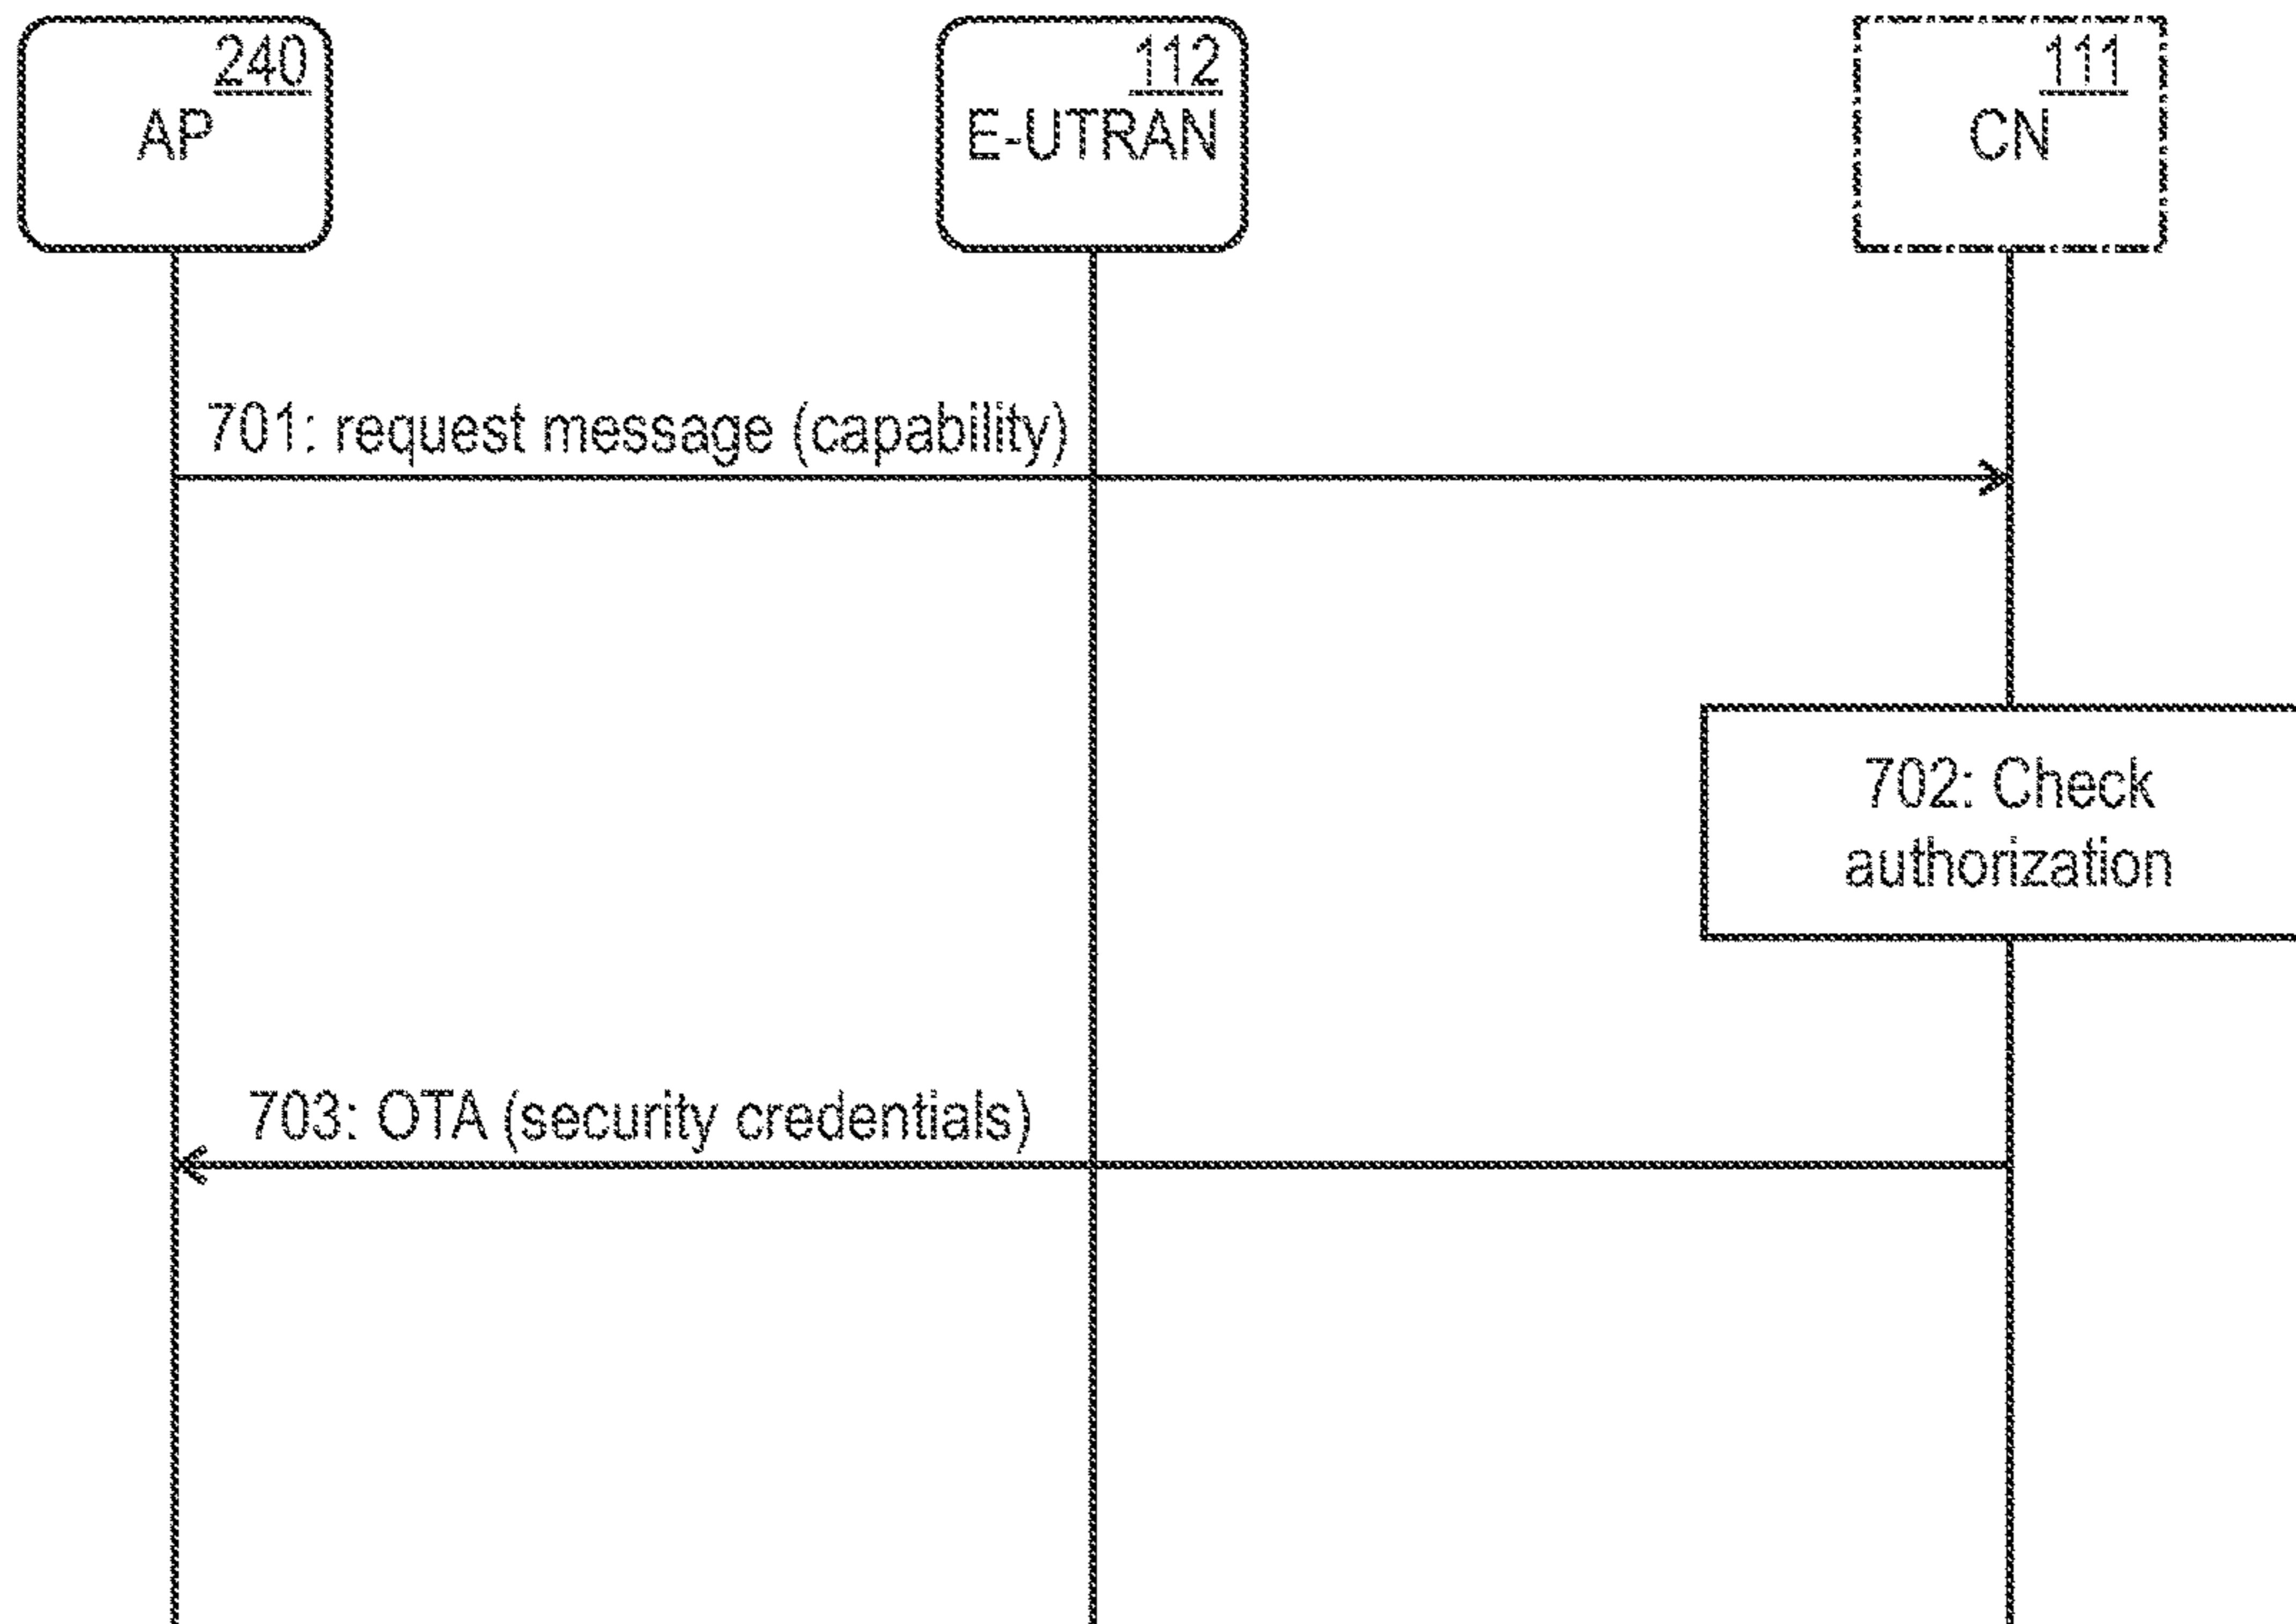 240
AP
112
E-UTRAN
111
CN
701: request message (capability)
702: Check
authorization
703: OTA (security credentials)